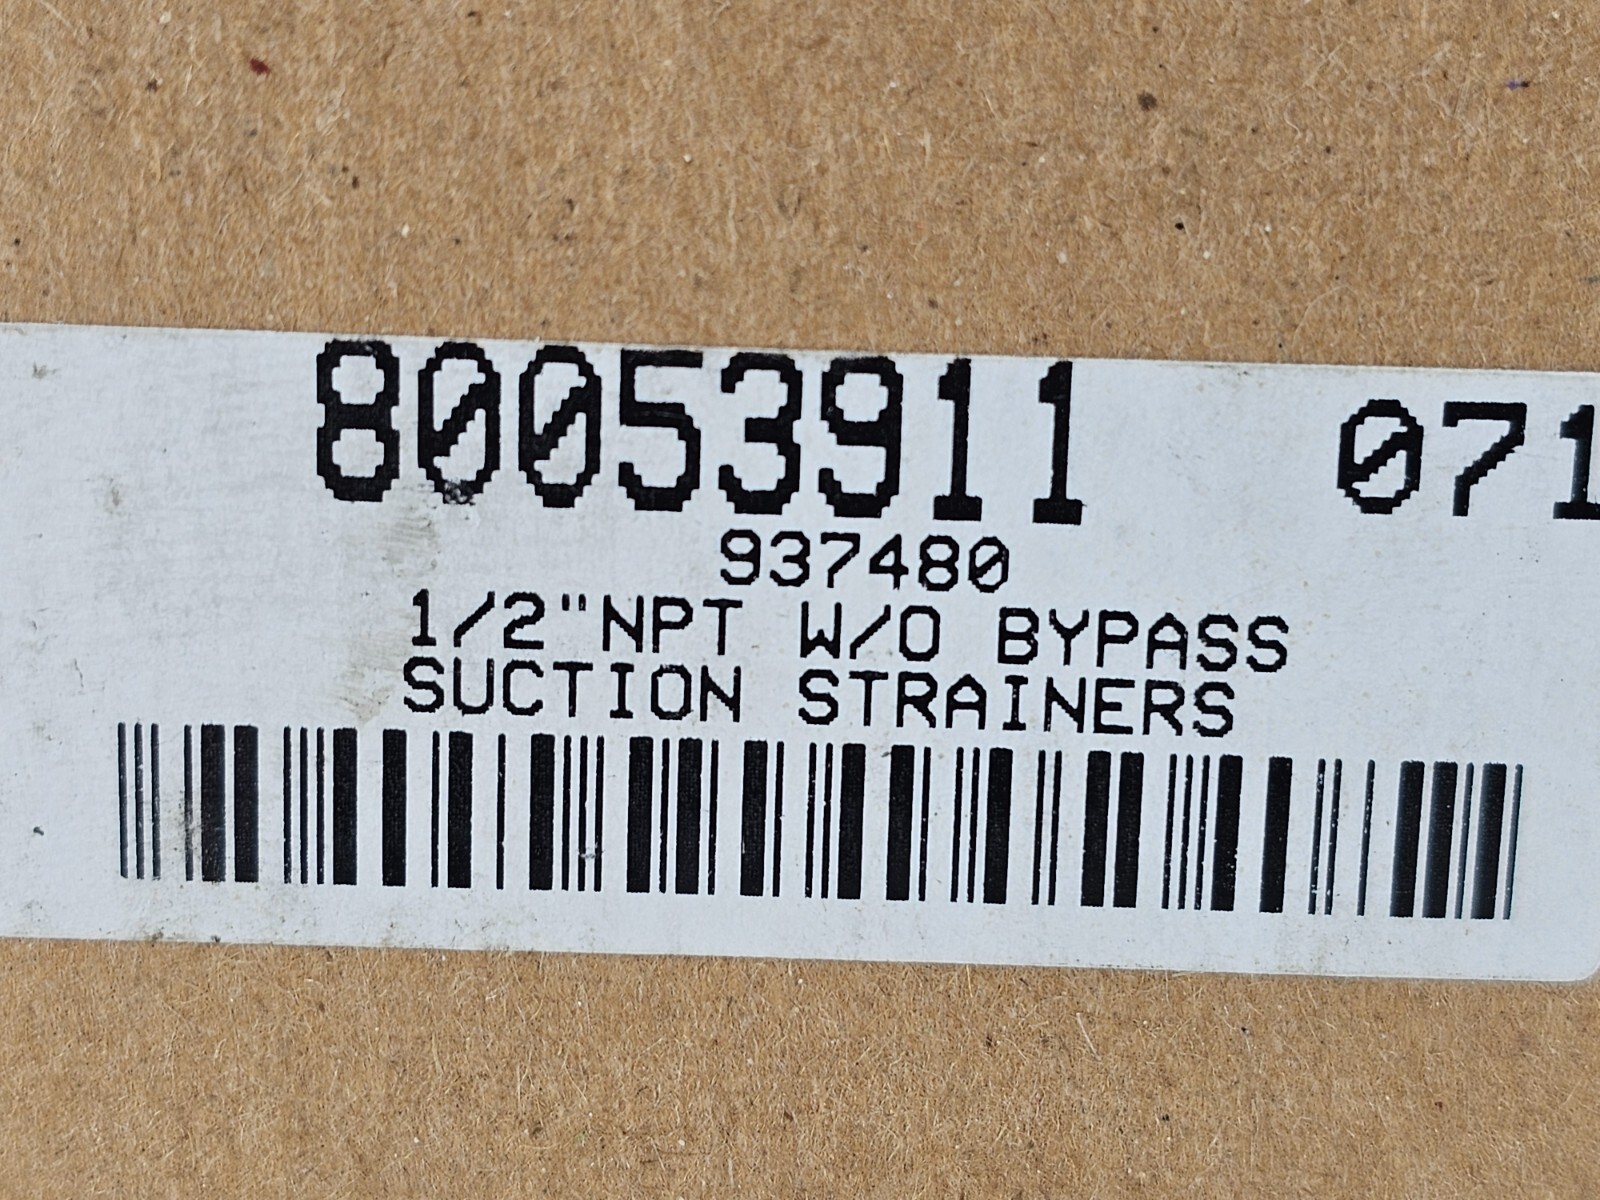 80053911 071
937480
1/2"NPT W/O BYPASS
SUCTION STRAINERS